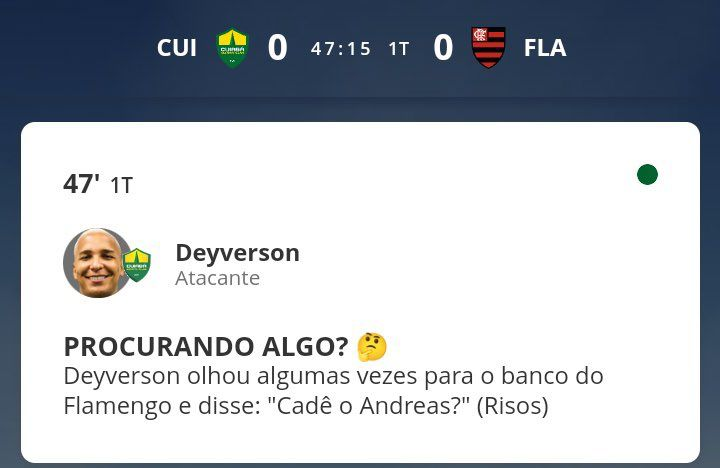 CUI 0 47:15 1T 0 FLA
47' 1T
Deyverson
Atacante
PROCURANDO ALGO? 🤔
Deyverson olhou algumas vezes para o banco do
Flamengo e disse: "Cadê o Andreas?" (Risos)